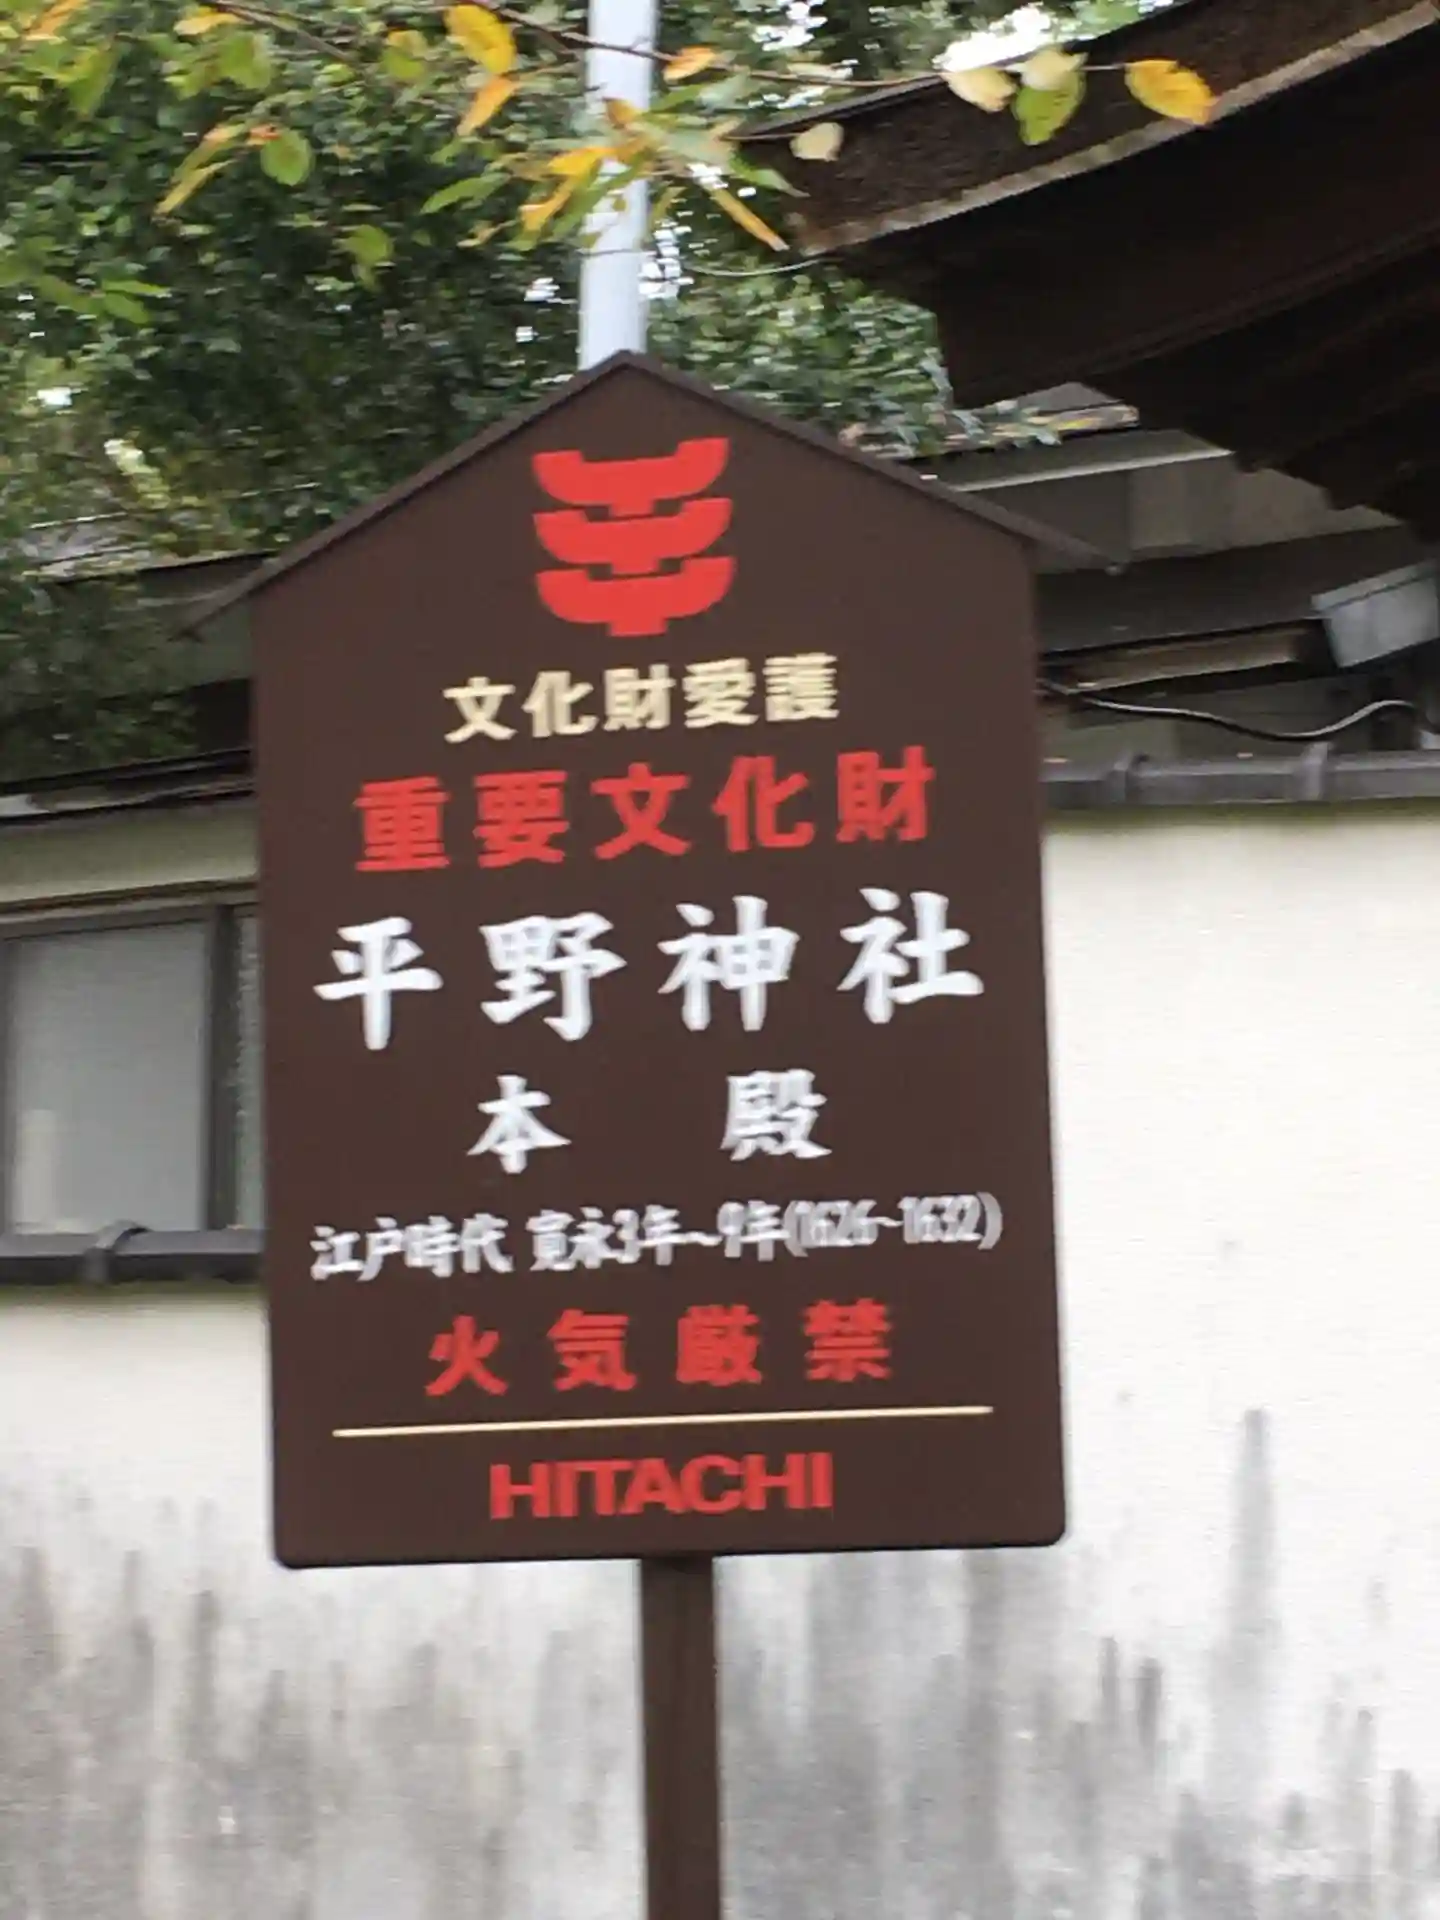 文化財愛護
重要文化財
平野神社
本殿
江戸時代 寛永3年~9年(1626~1632)
火気厳禁
HITACHI